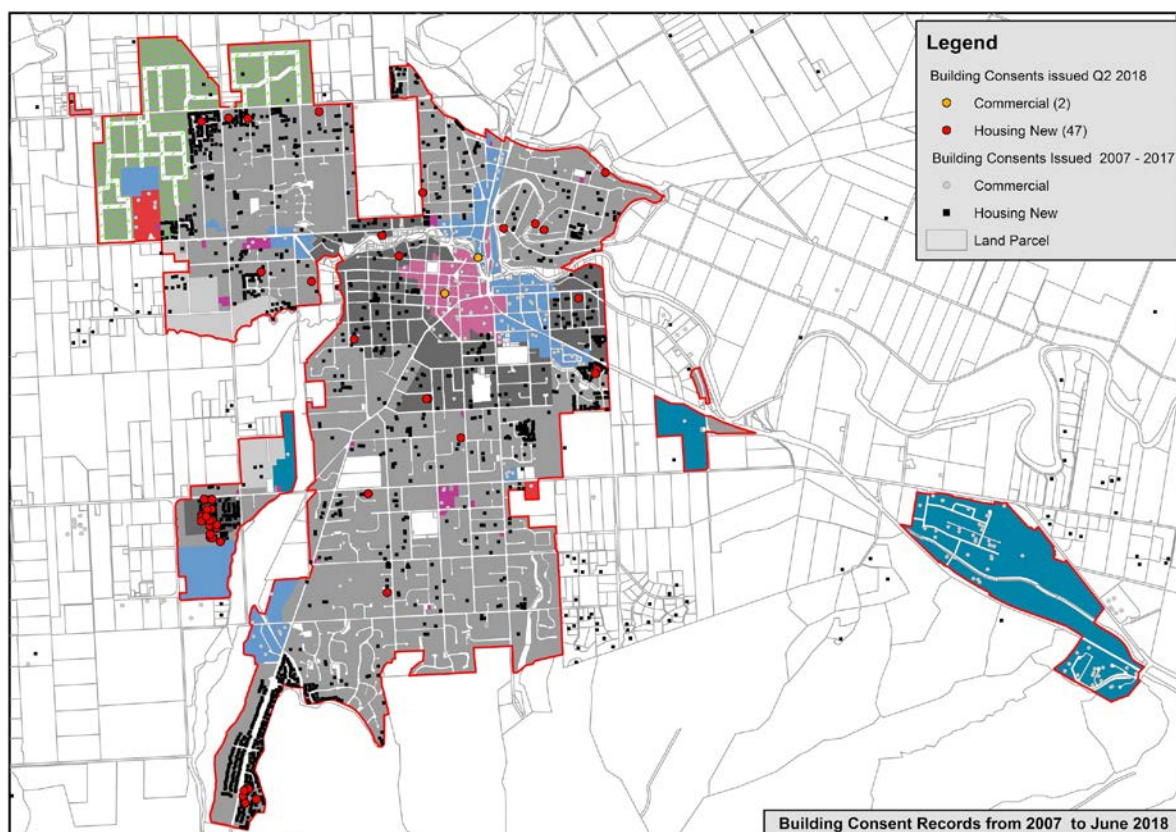 Legend
Building Consents issued Q2 2018
Commercial (2)
Housing New (47)
Building Consents Issued 2007 - 2017
Commercial
Housing New
Land Parcel
Building Consent Records from 2007 to June 2018